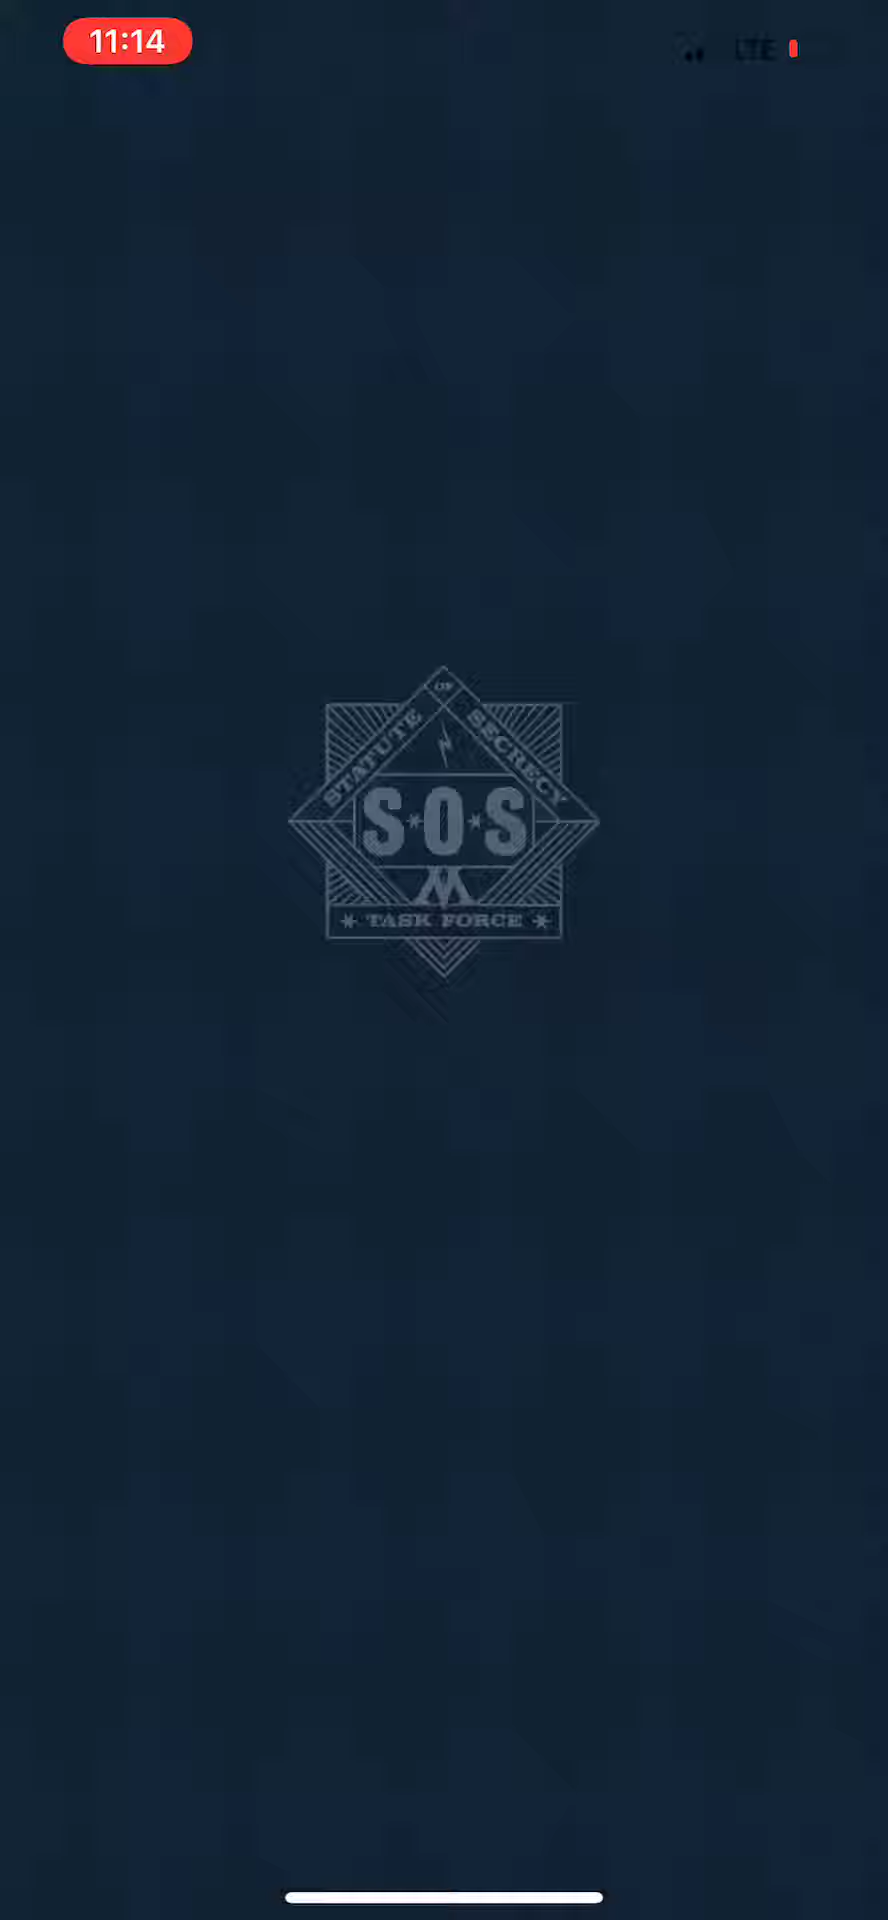 11:14
LTE
OF
STATUTE SECRECY
S*O*S
M
* TASK FORCE *